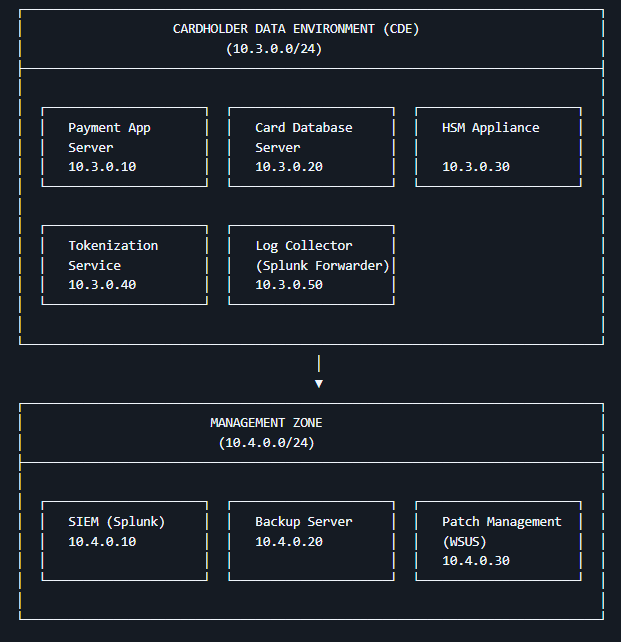 CARDHOLDER DATA ENVIRONMENT (CDE)
(10.3.0.0/24)
Payment App
Server
10.3.0.10
Card Database
Server
10.3.0.20
HSM Appliance
10.3.0.30
Tokenization
Service
10.3.0.40
Log Collector
(Splunk Forwarder)
10.3.0.50
MANAGEMENT ZONE
(10.4.0.0/24)
SIEM (Splunk)
10.4.0.10
Backup Server
10.4.0.20
Patch Management
(WSUS)
10.4.0.30